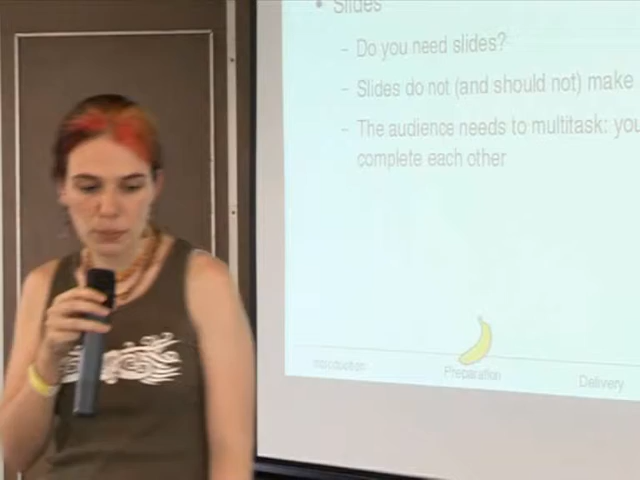 • Slides
– Do you need slides?
– Slides do not (and should not) make
– The audience needs to multitask: you
complete each other
Introduction Preparation Delivery